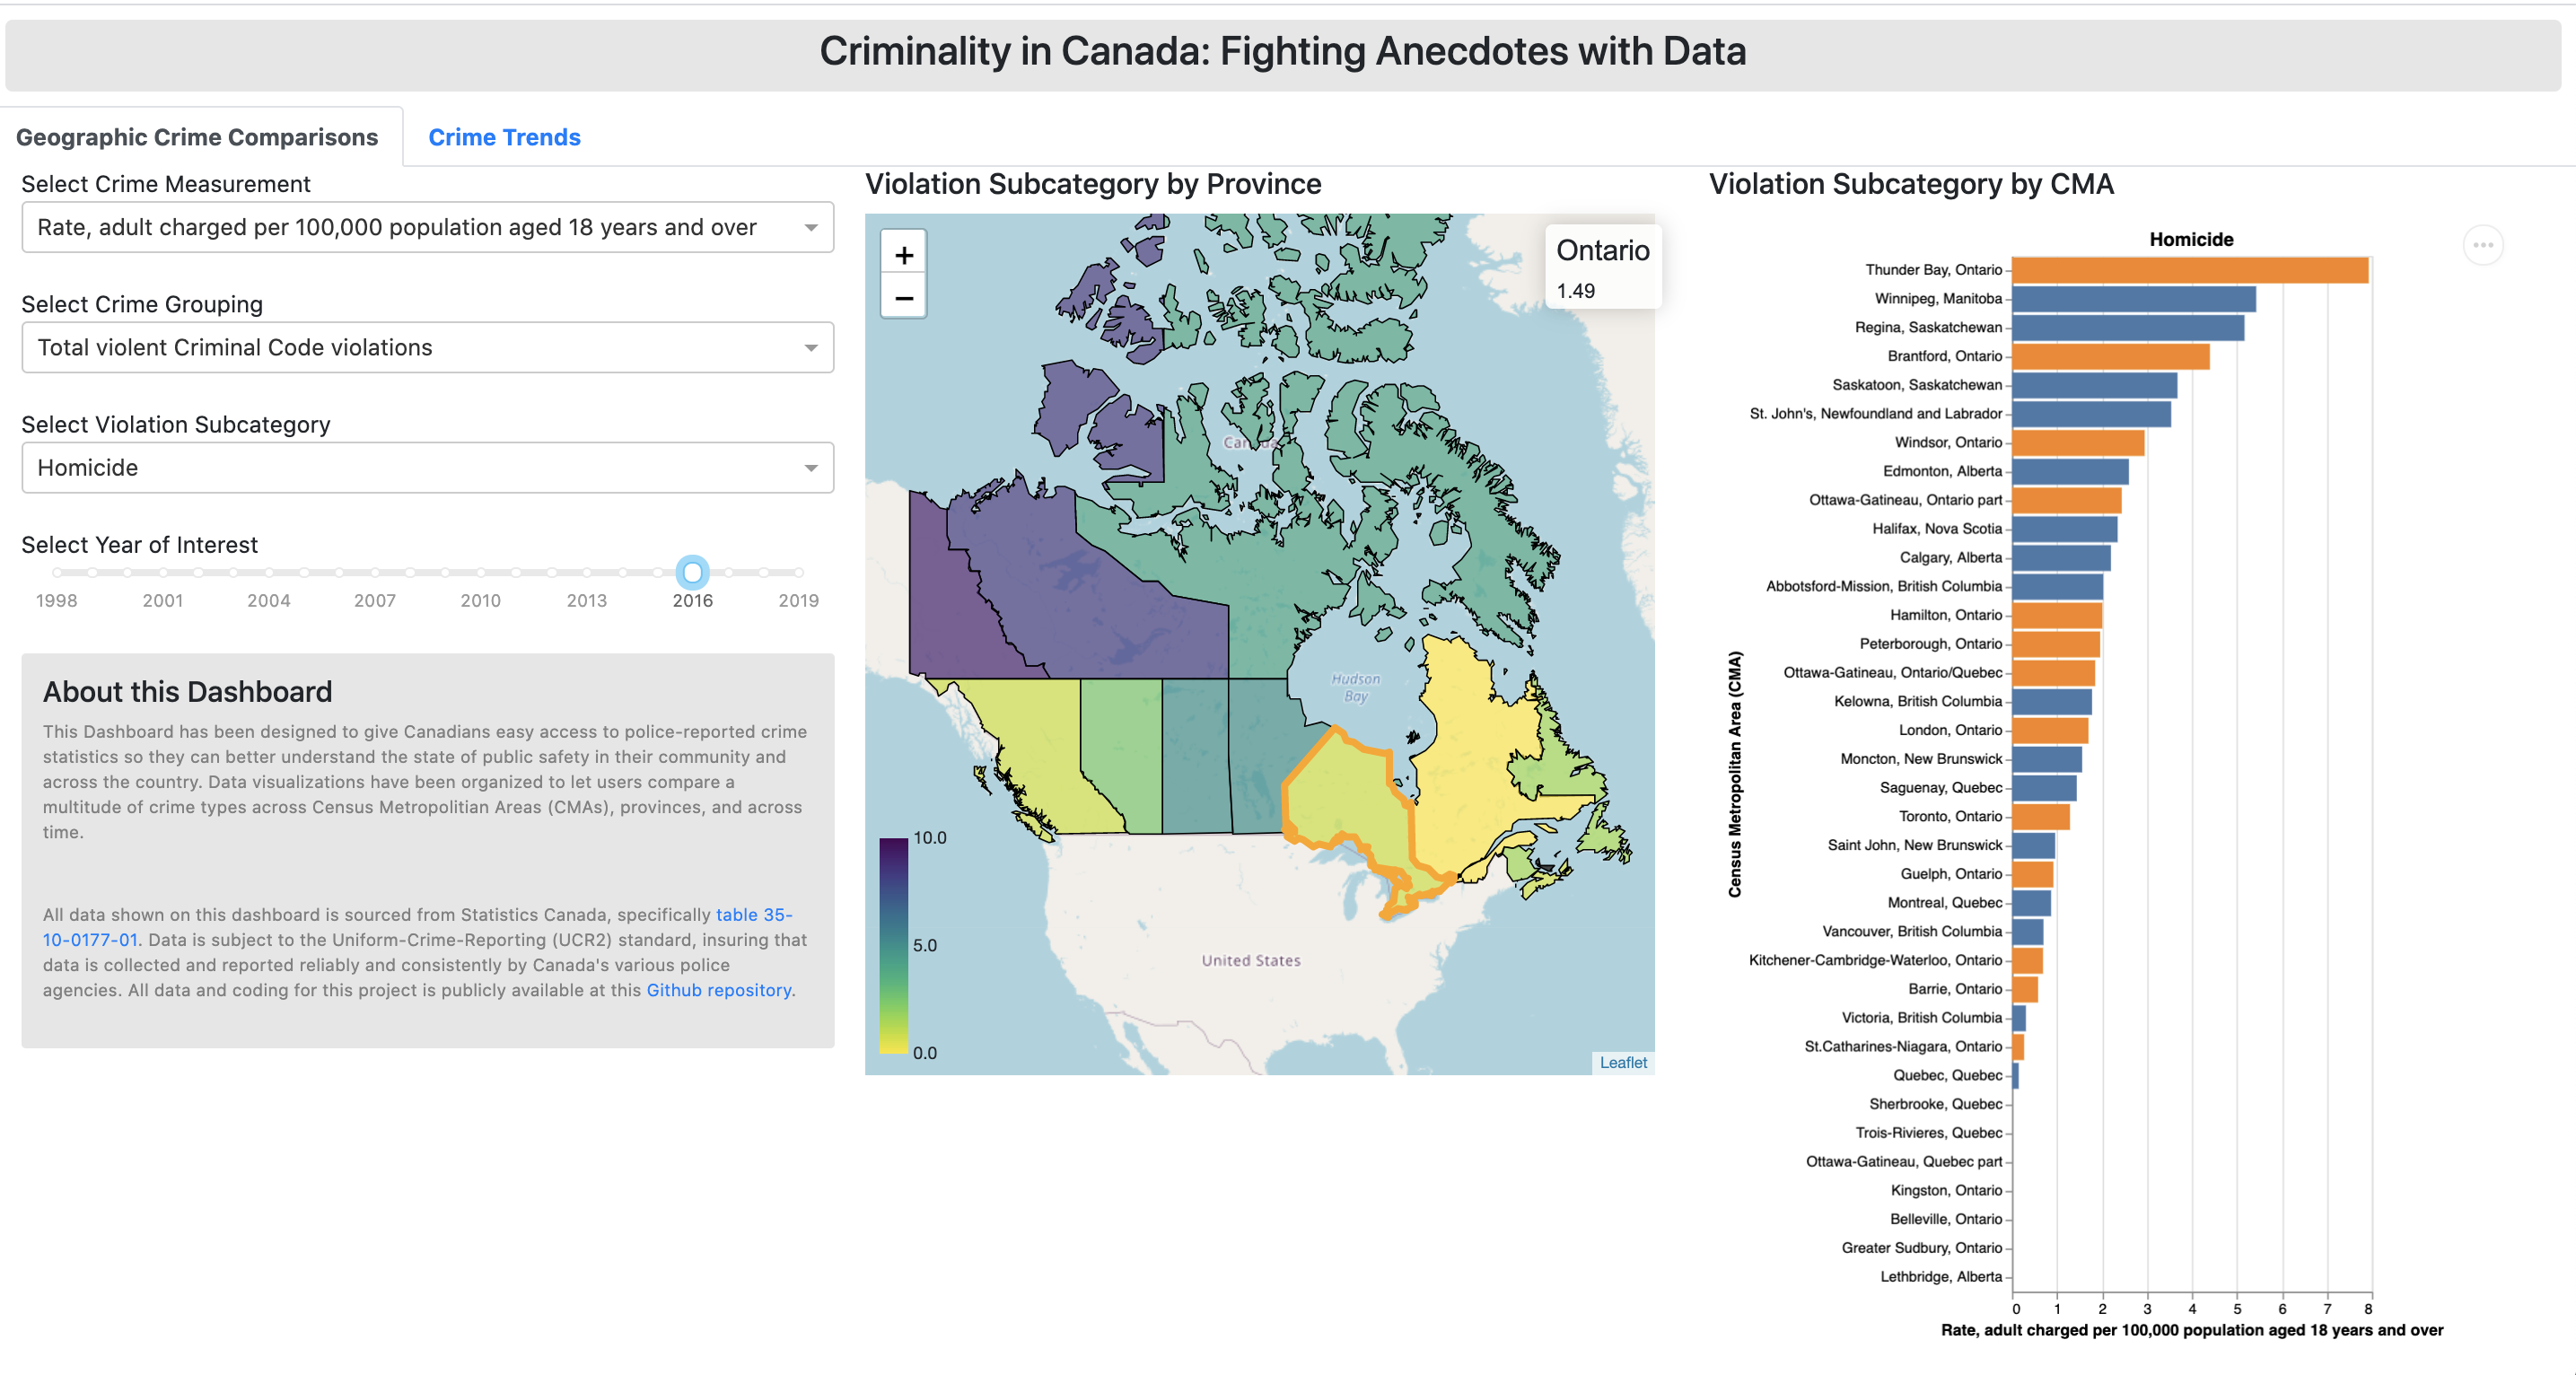 Criminality in Canada: Fighting Anecdotes with Data
Geographic Crime Comparisons
Crime Trends
Select Crime Measurement
Rate, adult charged per 100,000 population aged 18 years and over
Select Crime Grouping
Total violent Criminal Code violations
Select Violation Subcategory
Homicide
Select Year of Interest
1998 2001 2004 2007 2010 2013 2016 2019
About this Dashboard
This Dashboard has been designed to give Canadians easy access to police-reported crime
statistics so they can better understand the state of public safety in their community and
across the country. Data visualizations have been organized to let users compare a
multitude of crime types across Census Metropolitian Areas (CMAs), provinces, and across
time.
All data shown on this dashboard is sourced from Statistics Canada, specifically table 35-
10-0177-01. Data is subject to the Uniform-Crime-Reporting (UCR2) standard, insuring that
data is collected and reported reliably and consistently by Canada's various police
agencies. All data and coding for this project is publicly available at this Github repository.
Violation Subcategory by Province
+
−
Ontario
1.49
Canada
Hudson
Bay
United States
10.0
5.0
0.0
Leaflet
Violation Subcategory by CMA
Homicide
Census Metropolitan Area (CMA)
Thunder Bay, Ontario
Winnipeg, Manitoba
Regina, Saskatchewan
Brantford, Ontario
Saskatoon, Saskatchewan
St. John's, Newfoundland and Labrador
Windsor, Ontario
Edmonton, Alberta
Ottawa-Gatineau, Ontario part
Halifax, Nova Scotia
Calgary, Alberta
Abbotsford-Mission, British Columbia
Hamilton, Ontario
Peterborough, Ontario
Ottawa-Gatineau, Ontario/Quebec
Kelowna, British Columbia
London, Ontario
Moncton, New Brunswick
Saguenay, Quebec
Toronto, Ontario
Saint John, New Brunswick
Guelph, Ontario
Montreal, Quebec
Vancouver, British Columbia
Kitchener-Cambridge-Waterloo, Ontario
Barrie, Ontario
Victoria, British Columbia
St.Catharines-Niagara, Ontario
Quebec, Quebec
Sherbrooke, Quebec
Trois-Rivieres, Quebec
Ottawa-Gatineau, Quebec part
Kingston, Ontario
Belleville, Ontario
Greater Sudbury, Ontario
Lethbridge, Alberta
0 1 2 3 4 5 6 7 8
Rate, adult charged per 100,000 population aged 18 years and over